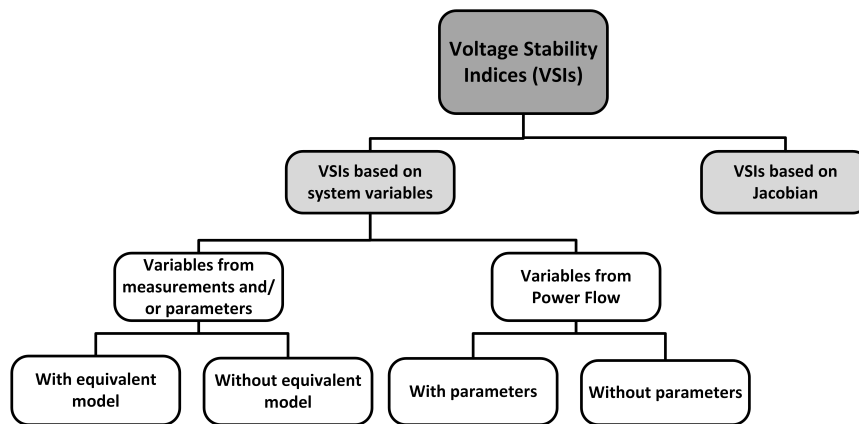 Voltage Stability
Indices (VSIs)
VSIs based on
system variables
VSIs based on
Jacobian
Variables from
measurements and/
or parameters
Variables from
Power Flow
With equivalent
model
Without equivalent
model
With parameters
Without parameters